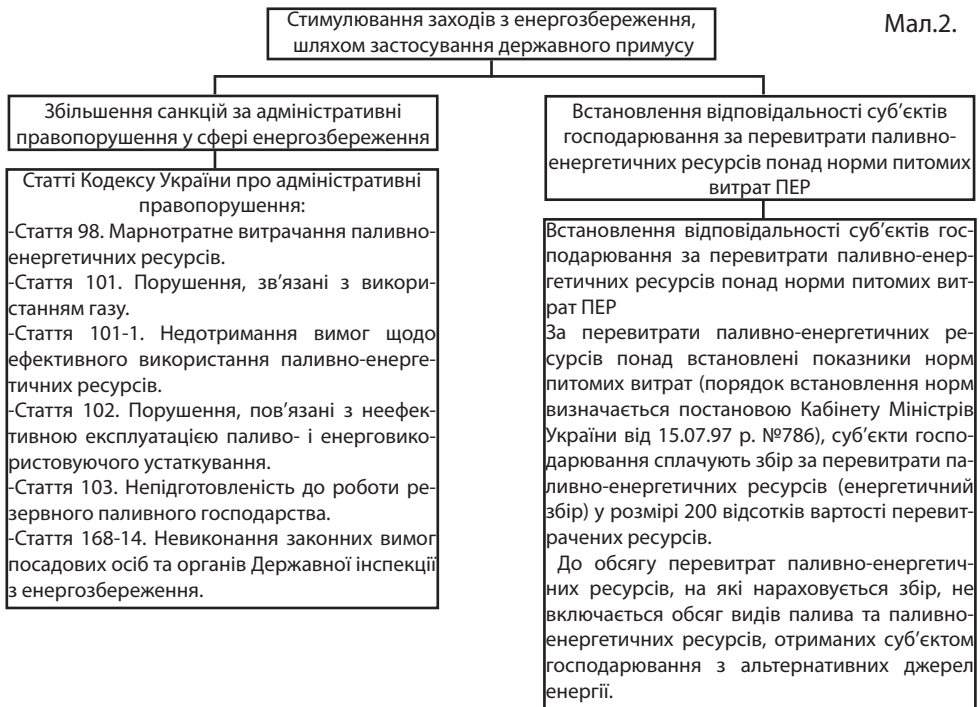 Мал.2.
Стимулювання заходів з енергозбереження,
шляхом застосування державного примусу
Збільшення санкцій за адміністративні
правопорушення у сфері енергозбереження
Статті Кодексу України про адміністративні
правопорушення:
-Стаття 98. Марнотратне витрачання паливно-
енергетичних ресурсів.
-Стаття 101. Порушення, зв’язані з викори-
станням газу.
-Стаття 101-1. Недотримання вимог щодо
ефективного використання паливно-енерге-
тичних ресурсів.
-Стаття 102. Порушення, пов’язані з неефек-
тивною експлуатацією паливо- і енерговико-
ристовуючого устаткування.
-Стаття 103. Непідготовленість до роботи ре-
зервного паливного господарства.
-Стаття 168-14. Невиконання законних вимог
посадових осіб та органів Державної інспекції
з енергозбереження.
Встановлення відповідальності суб’єктів
господарювання за перевитрати паливно-
енергетичних ресурсів понад норми питомих
витрат ПЕР
Встановлення відповідальності суб’єктів гос-
подарювання за перевитрати паливно-енер-
гетичних ресурсів понад норми питомих вит-
рат ПЕР
За перевитрати паливно-енергетичних ре-
сурсів понад встановлені показники норм
питомих витрат (порядок встановлення норм
визначається постановою Кабінету Міністрів
України від 15.07.97 р. №786), суб’єкти госпо-
дарювання сплачують збір за перевитрати па-
ливно-енергетичних ресурсів (енергетичний
збір) у розмірі 200 відсотків вартості перевит-
рачених ресурсів.
До обсягу перевитрат паливно-енергетич-
них ресурсів, на які нараховується збір, не
включається обсяг видів палива та паливно-
енергетичних ресурсів, отриманих суб’єктом
господарювання з альтернативних джерел
енергії.